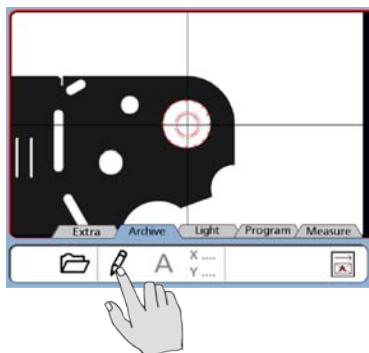 Extra Archive Light Program Measure
A X ....
Y ....
A